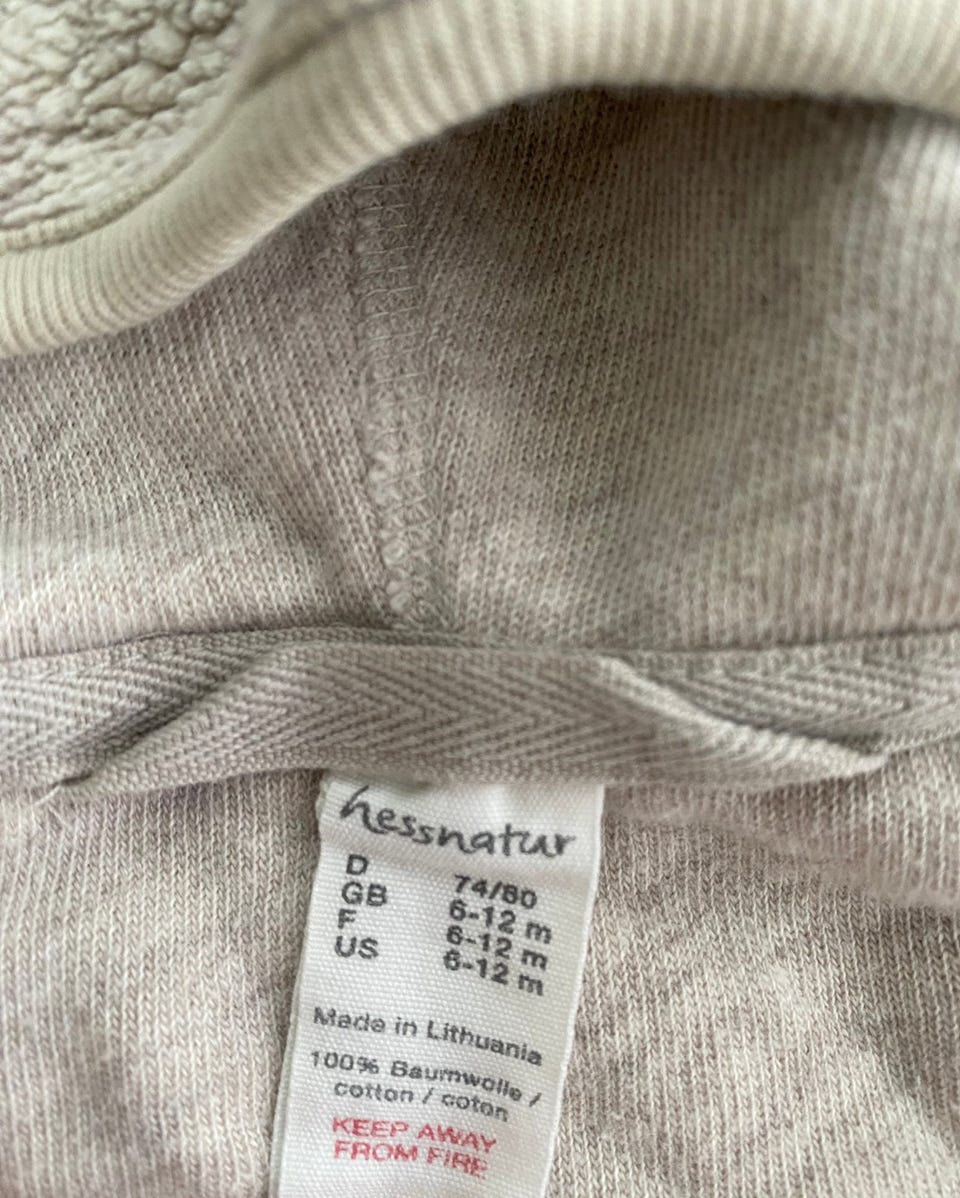 hessnatur
D 74/80
GB 6-12 m
F 6-12 m
US 6-12 m
Made in Lithuania
100% Baumwolle /
cotton / coton
KEEP AWAY
FROM FIRE